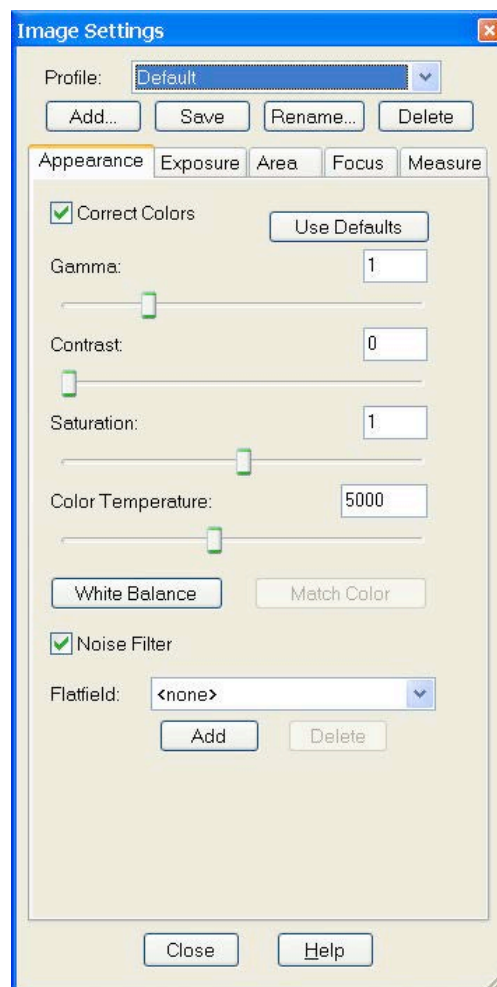 Image Settings
Profile: Default
Add... Save Rename... Delete
Appearance Exposure Area Focus Measure
Correct Colors
Use Defaults
Gamma: 1
Contrast: 0
Saturation: 1
Color Temperature: 5000
White Balance Match Color
Noise Filter
Flatfield: <none>
Add Delete
Close Help